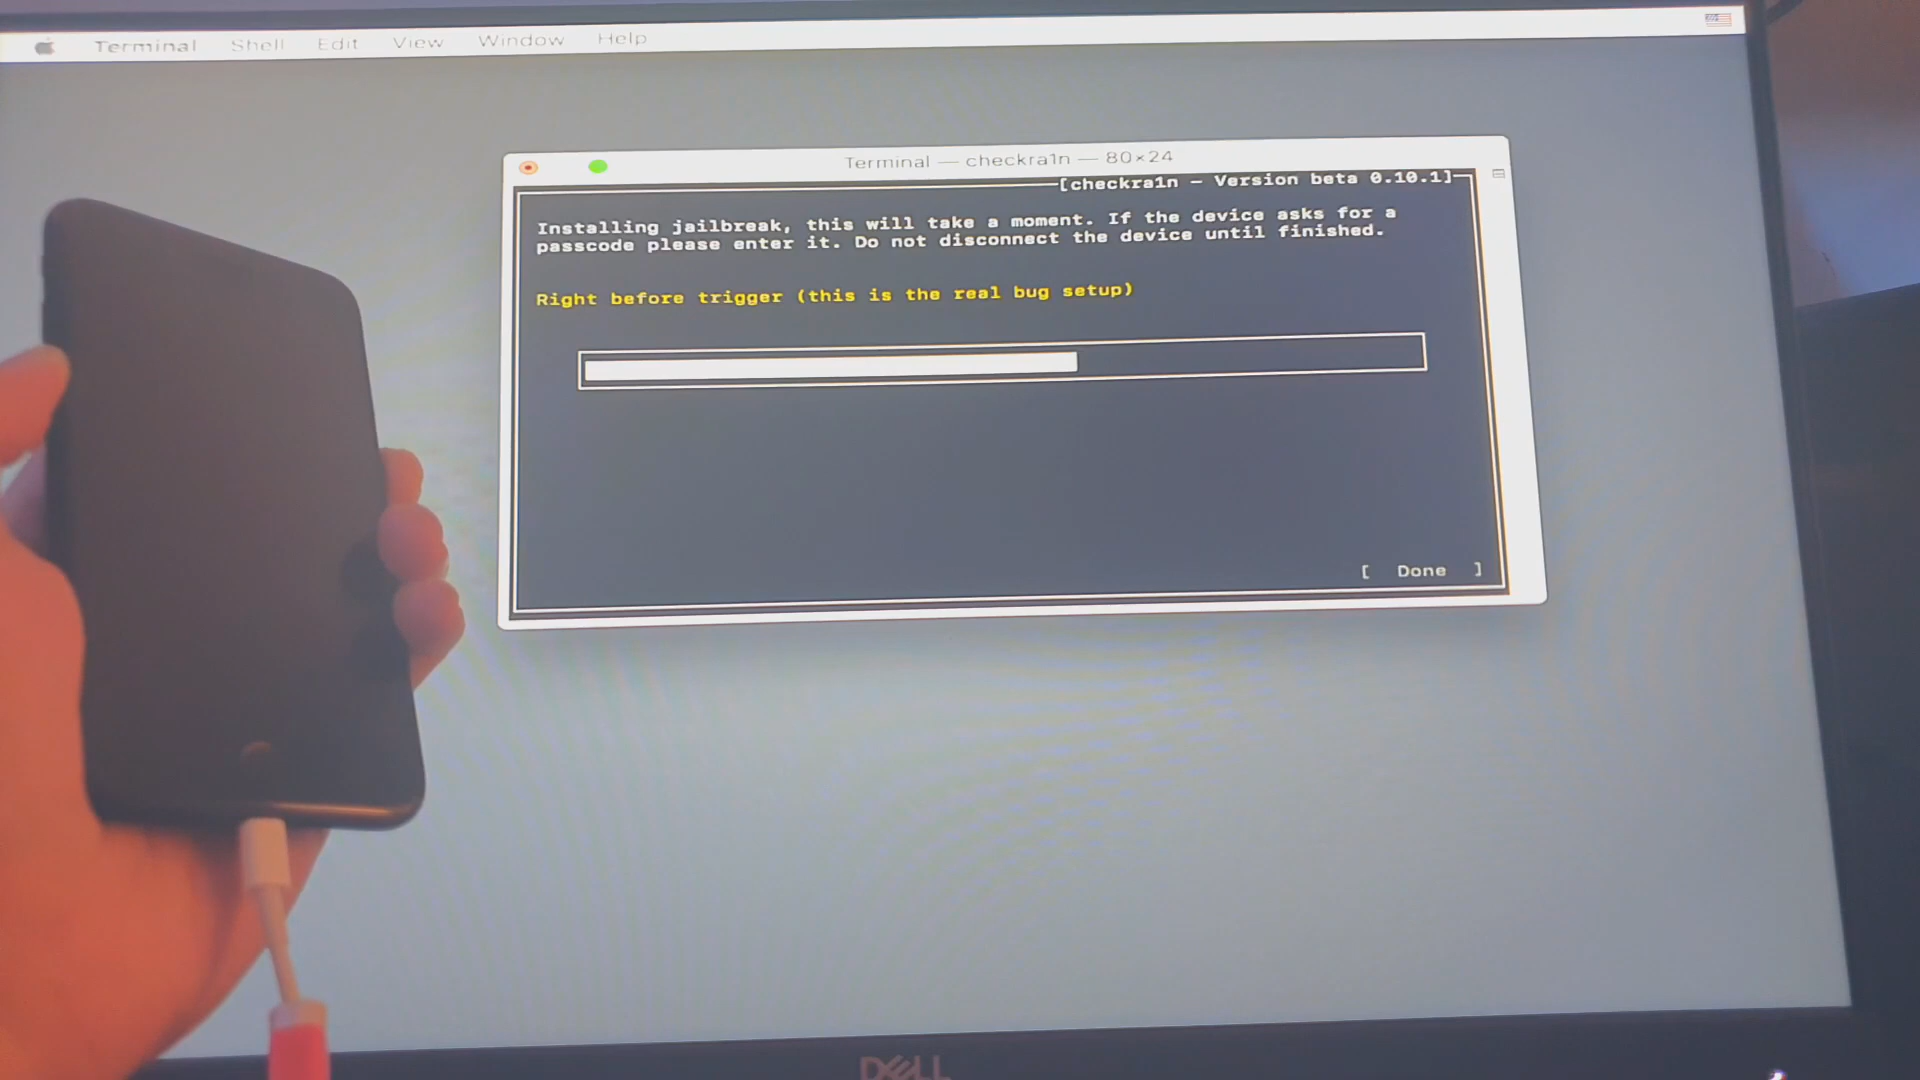 Terminal Shell Edit View Window Help
Terminal — checkra1n — 80×24
[checkra1n – Version beta 0.10.1]
Installing jailbreak, this will take a moment. If the device asks for a
passcode please enter it. Do not disconnect the device until finished.
Right before trigger (this is the real bug setup)
[ Done ]
DELL